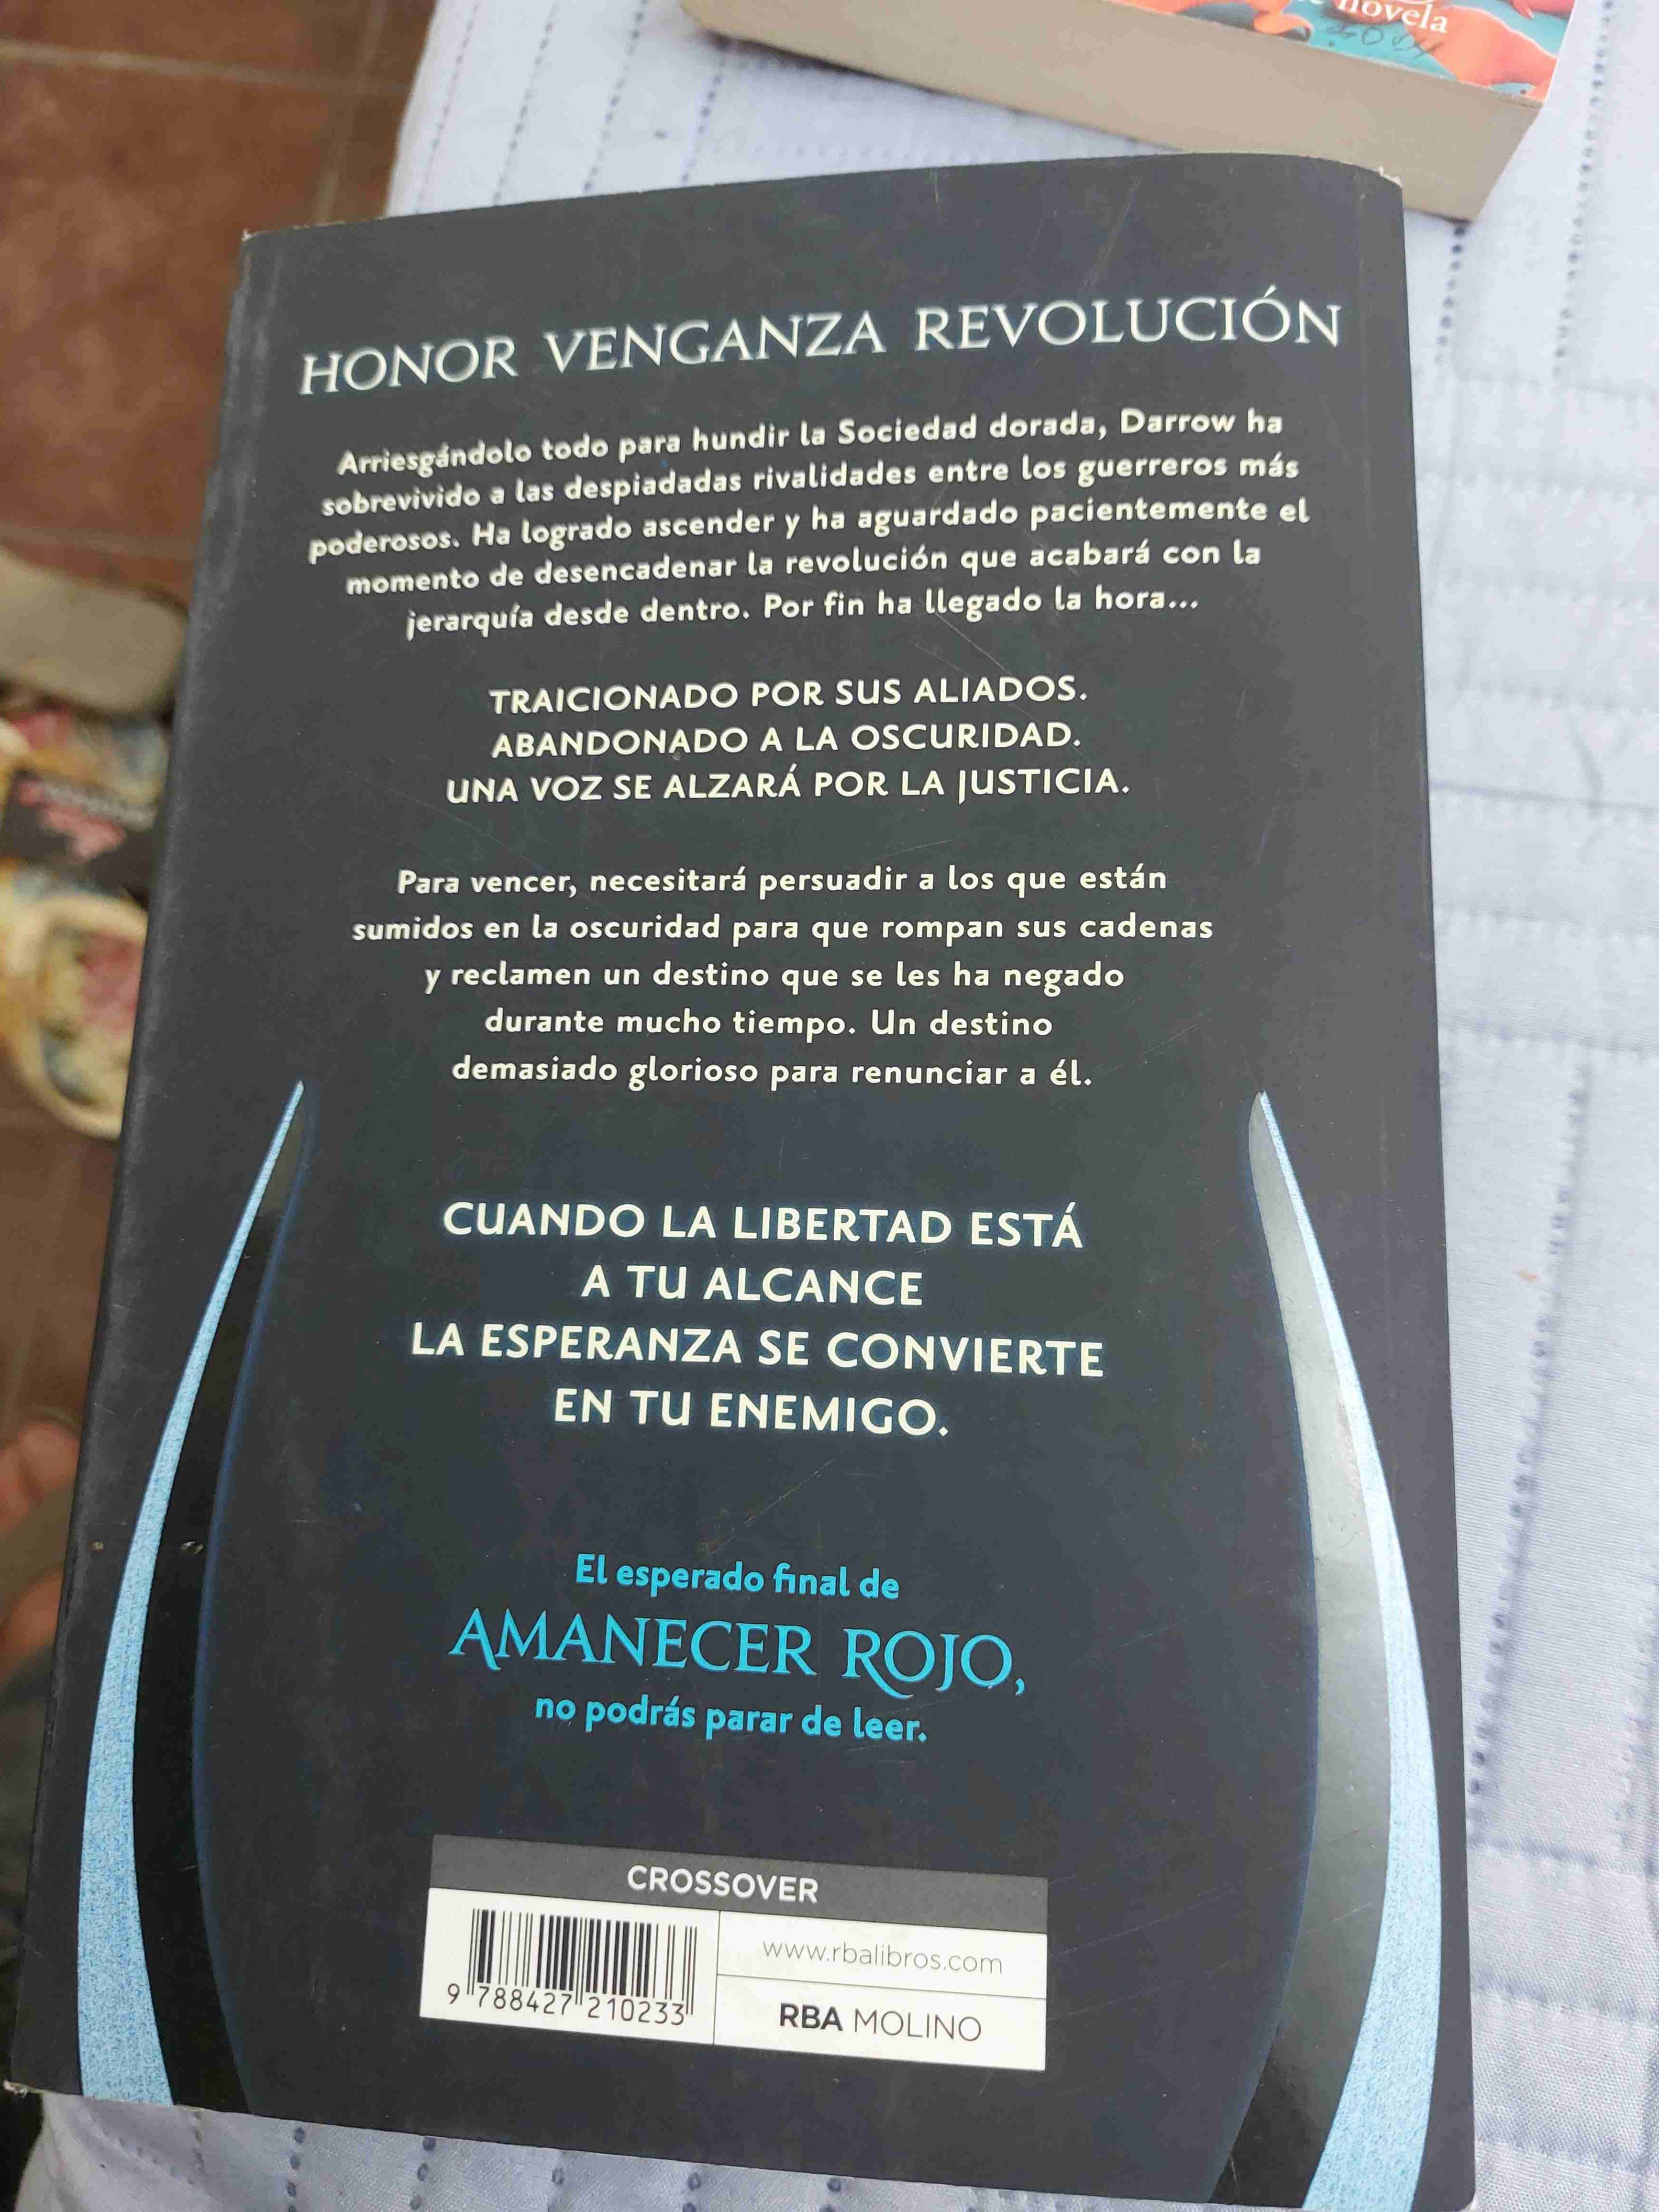 novela
HONOR VENGANZA REVOLUCIÓN
Arriesgándolo todo para hundir la Sociedad dorada, Darrow ha
sobrevivido a las despiadadas rivalidades entre los guerreros más
poderosos. Ha logrado ascender y ha aguardado pacientemente el
momento de desencadenar la revolución que acabará con la
jerarquía desde dentro. Por fin ha llegado la hora...
TRAICIONADO POR SUS ALIADOS.
ABANDONADO A LA OSCURIDAD.
UNA VOZ SE ALZARÁ POR LA JUSTICIA.
Para vencer, necesitará persuadir a los que están
sumidos en la oscuridad para que rompan sus cadenas
y reclamen un destino que se les ha negado
durante mucho tiempo. Un destino
demasiado glorioso para renunciar a él.
CUANDO LA LIBERTAD ESTÁ
A TU ALCANCE
LA ESPERANZA SE CONVIERTE
EN TU ENEMIGO.
El esperado final de
AMANECER ROJO,
no podrás parar de leer.
CROSSOVER
www.rbalibros.com
RBA MOLINO
9 788427 210233